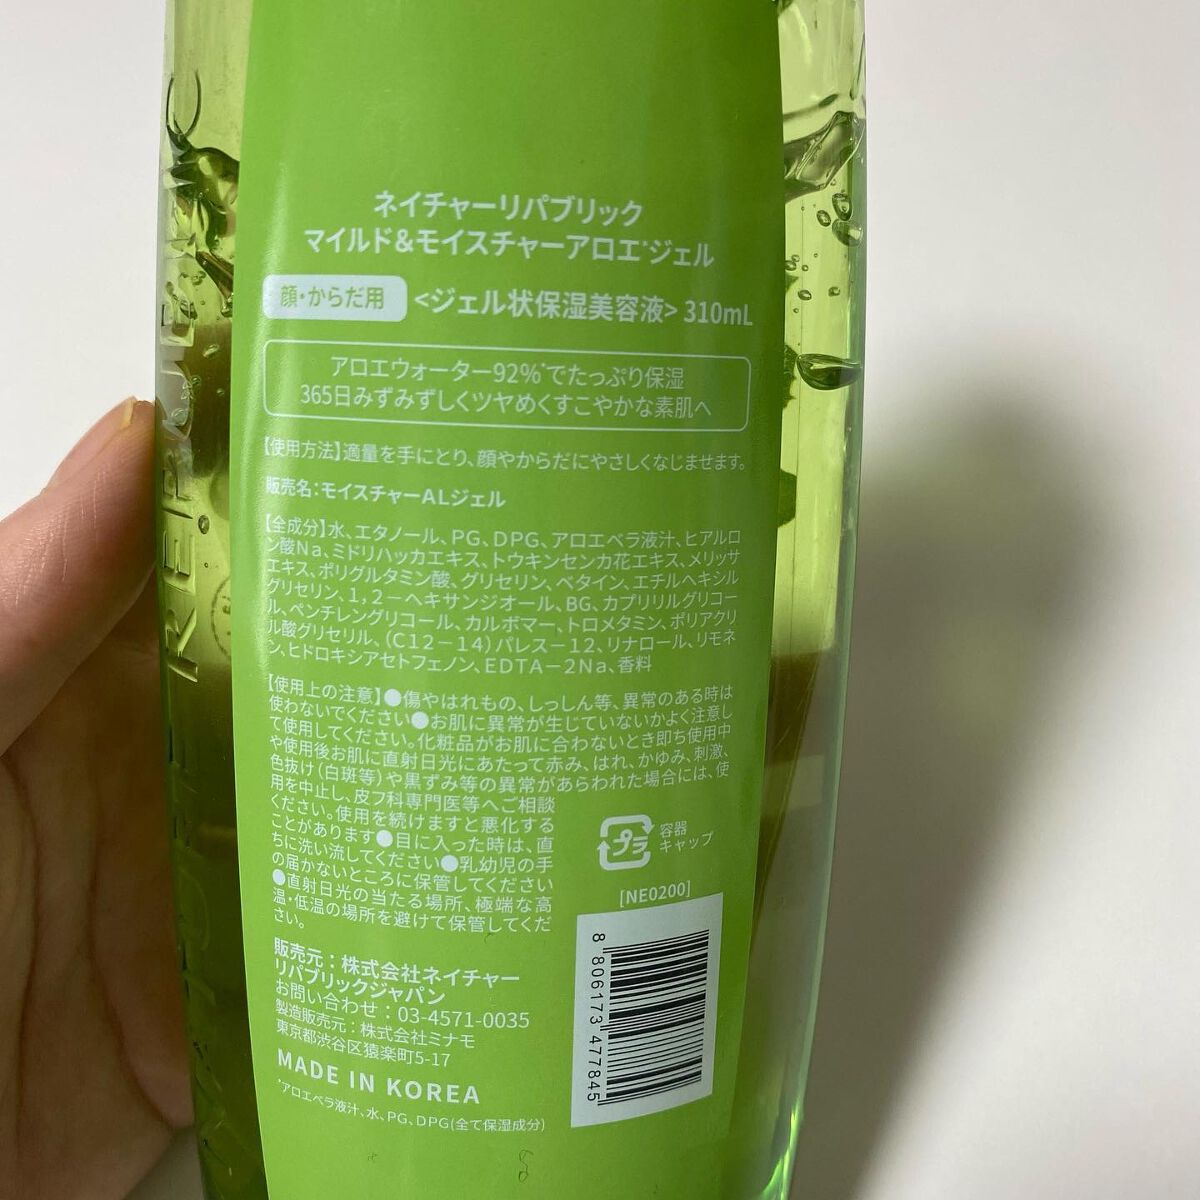 ネイチャーリパブリック
マイルド&モイスチャーアロエ*ジェル
顔・からだ用 <ジェル状保湿美容液> 310mL
アロエウォーター92%*でたっぷり保湿
365日みずみずしくツヤめくすこやかな素肌へ
【使用方法】適量を手にとり、顔やからだにやさしくなじませます。
販売名:モイスチャーALジェル
【全成分】水、エタノール、PG、DPG、アロエベラ液汁、ヒアルロ
ン酸Na、ミドリハッカエキス、トウキンセンカ花エキス、メリッサ
エキス、ポリグルタミン酸、グリセリン、ベタイン、エチルヘキシル
グリセリン、1,2-ヘキサンジオール、BG、カプリリルグリコー
ル、ペンチレングリコール、カルボマー、トロメタミン、ポリアクリ
ル酸グリセリル、(C12-14)パレス-12、リナロール、リモネ
ン、ヒドロキシアセトフェノン、EDTA-2Na、香料
【使用上の注意】●傷やはれもの、しっしん等、異常のある時は
使わないでください●お肌に異常が生じていないかよく注意し
て使用してください。化粧品がお肌に合わないとき即ち使用中
や使用後お肌に直射日光にあたって赤み、はれ、かゆみ、刺激、
色抜け(白斑等)や黒ずみ等の異常があらわれた場合には、使
用を中止し、皮フ科専門医等へご相談
ください。使用を続けますと悪化する
ことがあります●目に入った時は、直
ちに洗い流してください●乳幼児の手
の届かないところに保管してください
●直射日光の当たる場所、極端な高
温・低温の場所を避けて保管してくだ
さい。
プラ
容器
キャップ
[NE0200]
8 806173 477845
販売元:株式会社ネイチャー
リパブリックジャパン
お問い合わせ:03-4571-0035
製造販売元:株式会社ミナモ
東京都渋谷区猿楽町5-17
MADE IN KOREA
*アロエベラ液汁、水、PG、DPG(全て保湿成分)